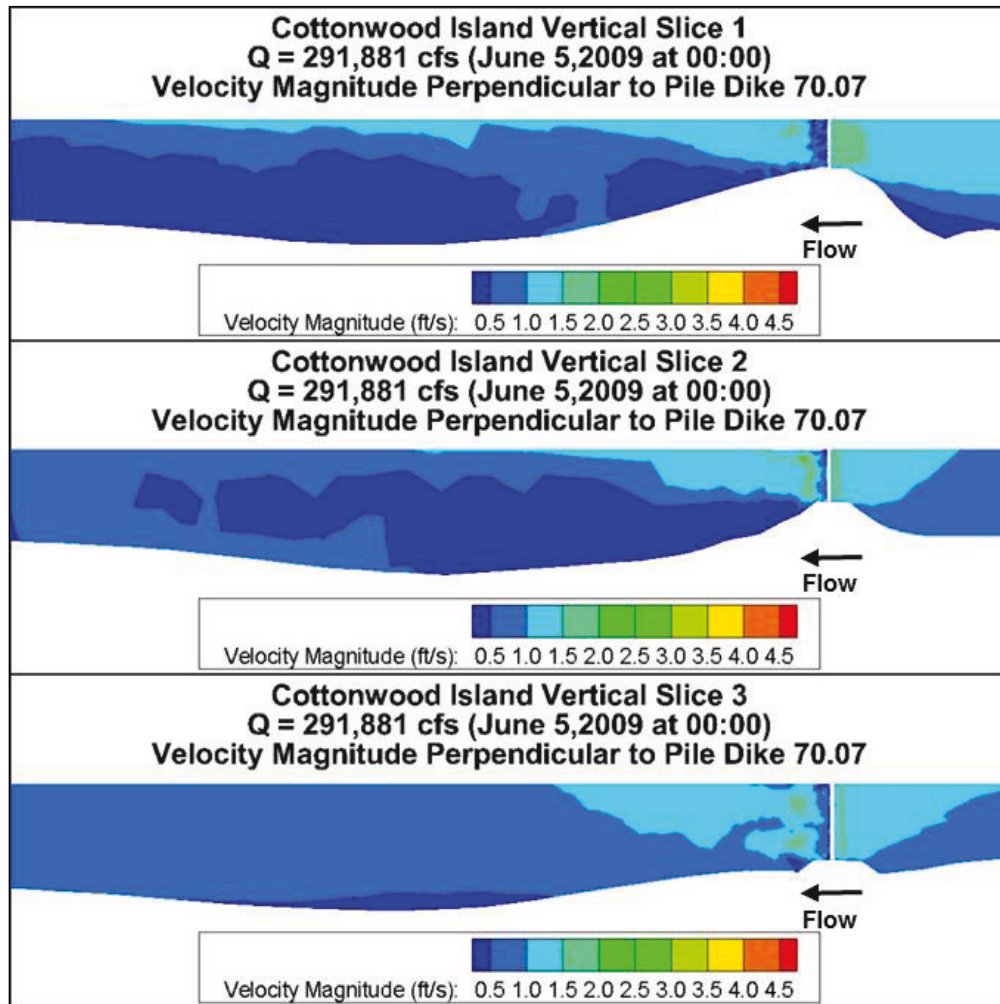 Cottonwood Island Vertical Slice 1
Q = 291,881 cfs (June 5,2009 at 00:00)
Velocity Magnitude Perpendicular to Pile Dike 70.07
Flow
Velocity Magnitude (ft/s): 0.5 1.0 1.5 2.0 2.5 3.0 3.5 4.0 4.5
Cottonwood Island Vertical Slice 2
Q = 291,881 cfs (June 5,2009 at 00:00)
Velocity Magnitude Perpendicular to Pile Dike 70.07
Flow
Velocity Magnitude (ft/s): 0.5 1.0 1.5 2.0 2.5 3.0 3.5 4.0 4.5
Cottonwood Island Vertical Slice 3
Q = 291,881 cfs (June 5,2009 at 00:00)
Velocity Magnitude Perpendicular to Pile Dike 70.07
Flow
Velocity Magnitude (ft/s): 0.5 1.0 1.5 2.0 2.5 3.0 3.5 4.0 4.5